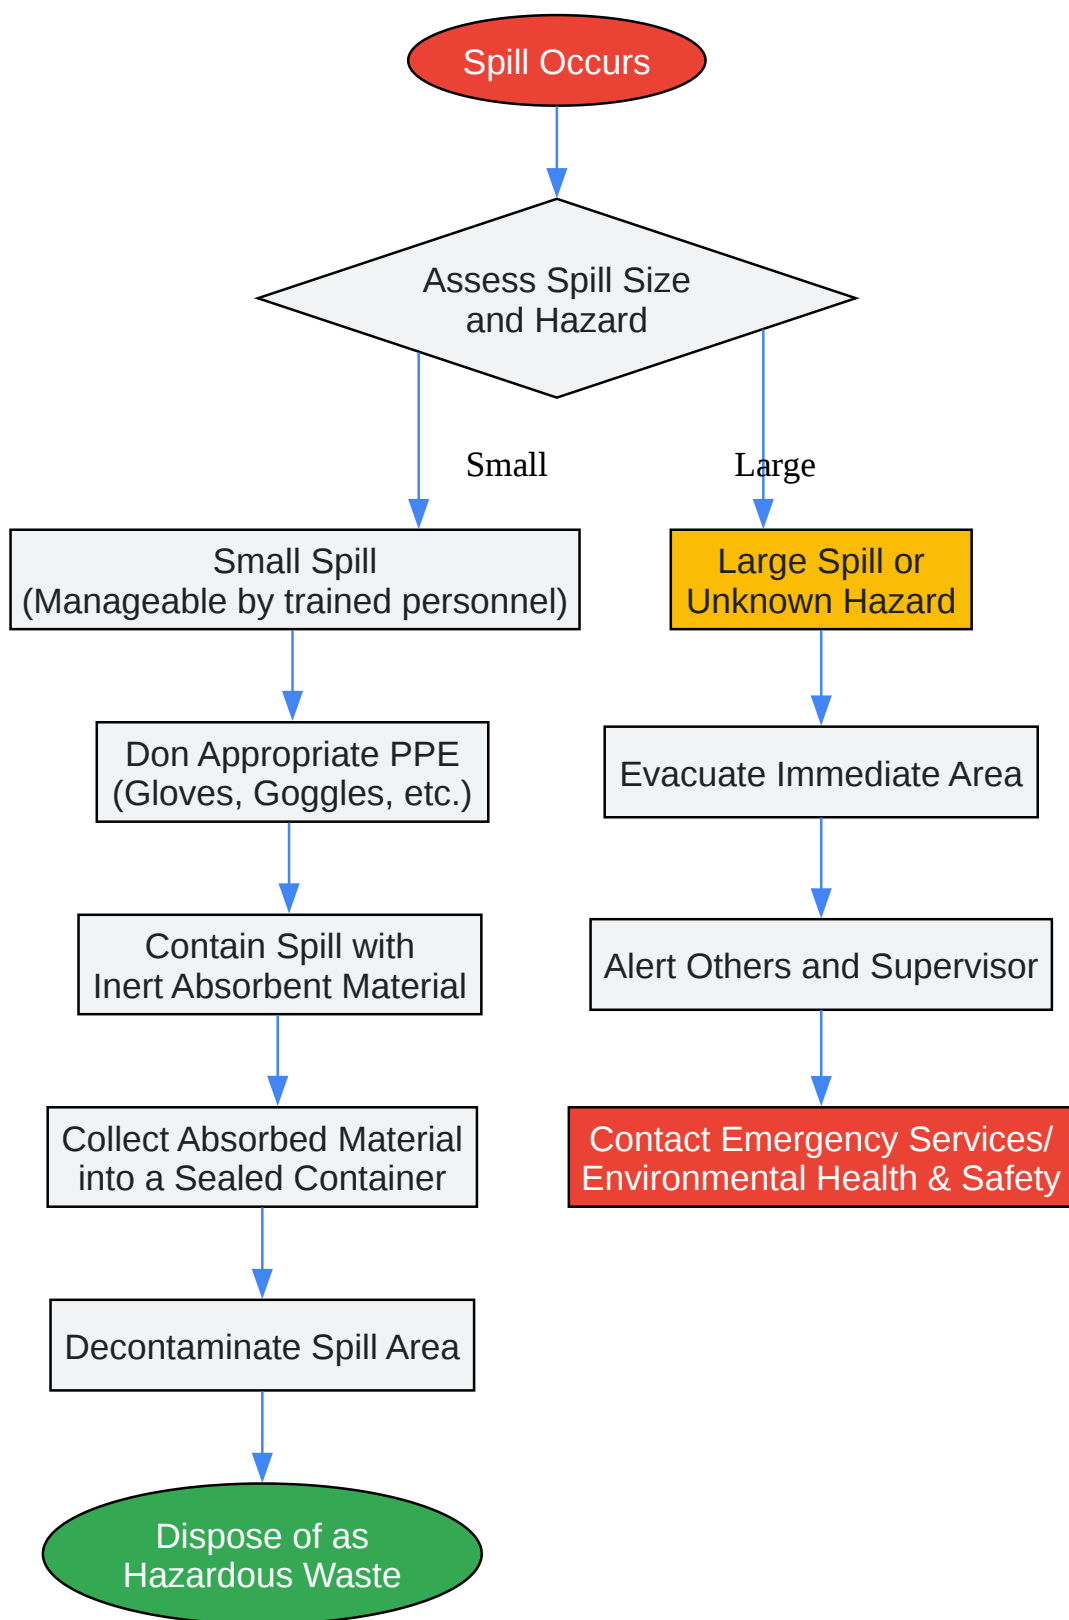 Spill Occurs
Assess Spill Size
and Hazard
Small
Large
Small Spill
(Manageable by trained personnel)
Large Spill or
Unknown Hazard
Don Appropriate PPE
(Gloves, Goggles, etc.)
Evacuate Immediate Area
Contain Spill with
Inert Absorbent Material
Alert Others and Supervisor
Collect Absorbed Material
into a Sealed Container
Contact Emergency Services/
Environmental Health & Safety
Decontaminate Spill Area
Dispose of as
Hazardous Waste